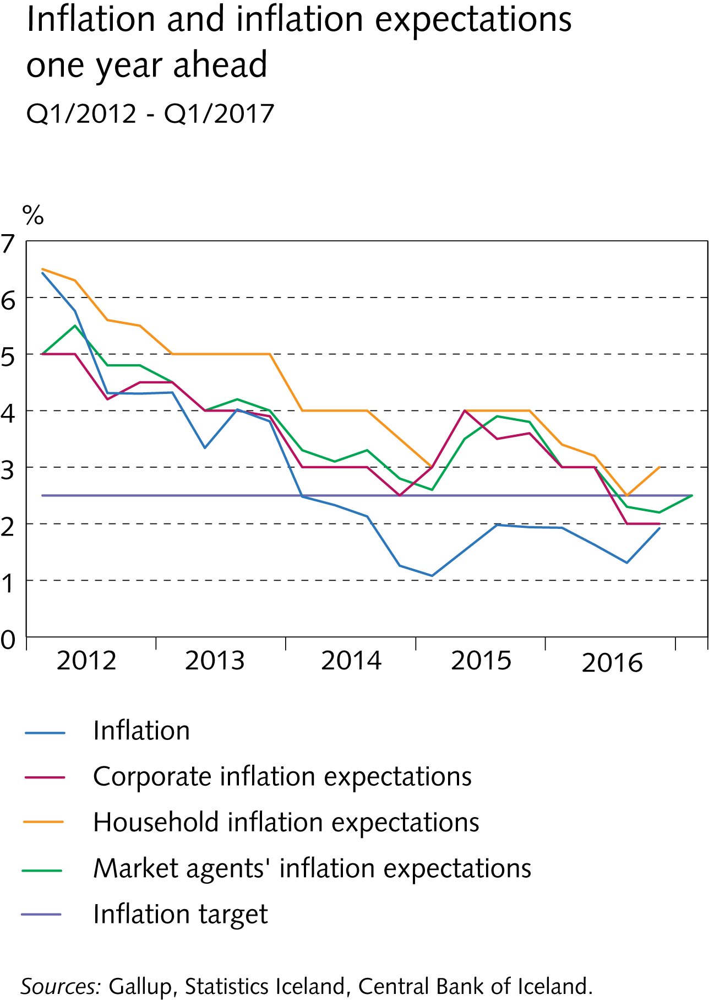 Inflation and inflation expectations
one year ahead
Q1/2012 - Q1/2017
%
7
6
5
4
3
2
1
0
2012 2013 2014 2015 2016
Inflation
Corporate inflation expectations
Household inflation expectations
Market agents' inflation expectations
Inflation target
Sources: Gallup, Statistics Iceland, Central Bank of Iceland.